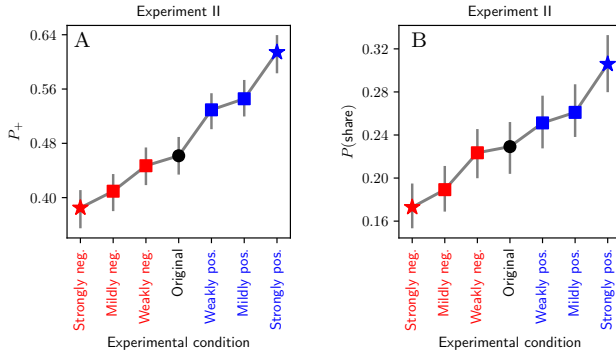 Experiment II
A
P+
0.64
0.56
0.48
0.40
Strongly neg.
Mildly neg.
Weakly neg.
Original
Weakly pos.
Mildly pos.
Strongly pos.
Experimental condition
Experiment II
B
P(share)
0.32
0.28
0.24
0.20
0.16
Strongly neg.
Mildly neg.
Weakly neg.
Original
Weakly pos.
Mildly pos.
Strongly pos.
Experimental condition